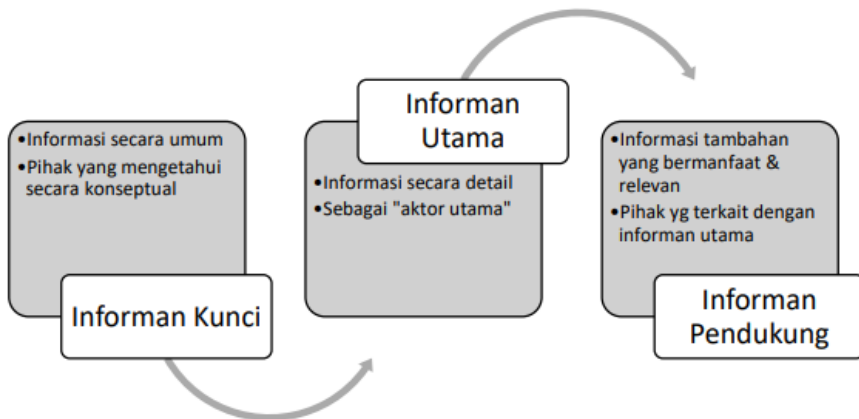 •Informasi secara umum
•Pihak yang mengetahui
secara konseptual
Informan Kunci
Informan
Utama
•Informasi secara detail
•Sebagai "aktor utama"
•Informasi tambahan
yang bermanfaat &
relevan
•Pihak yg terkait dengan
informan utama
Informan
Pendukung